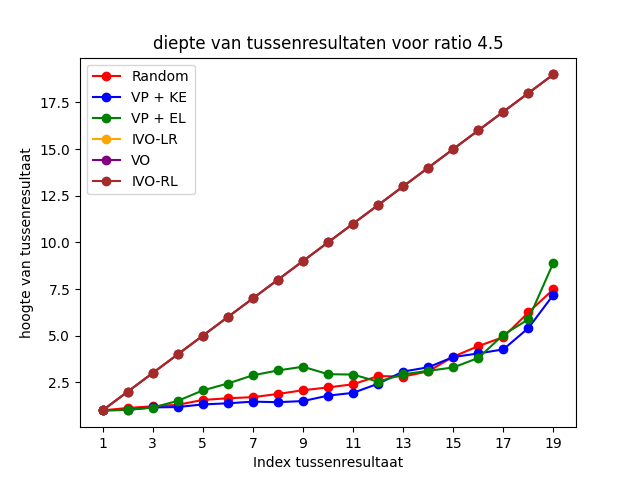 diepte van tussenresultaten voor ratio 4.5
Random
VP + KE
VP + EL
IVO-LR
VO
IVO-RL
hoogte van tussenresultaat
17.5
15.0
12.5
10.0
7.5
5.0
2.5
1 3 5 7 9 11 13 15 17 19
Index tussenresultaat